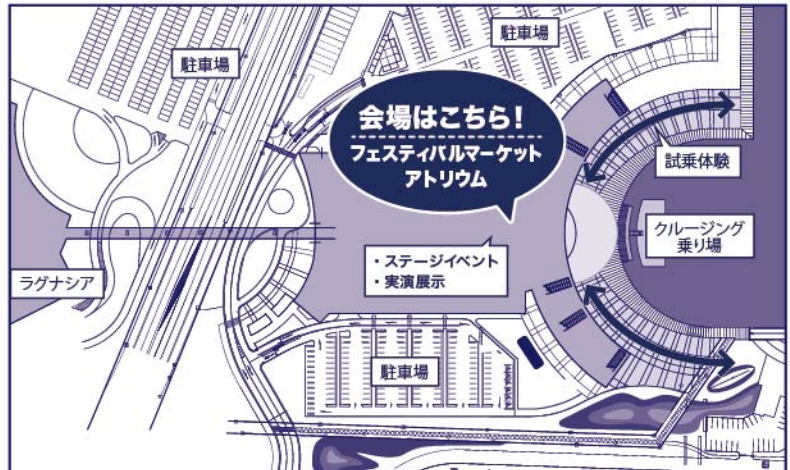 駐車場
駐車場
会場はこちら!
フェスティバルマーケット
アトリウム
試乗体験
クルージング
乗り場
ラグナシア
・ステージイベント
・実演展示
駐車場